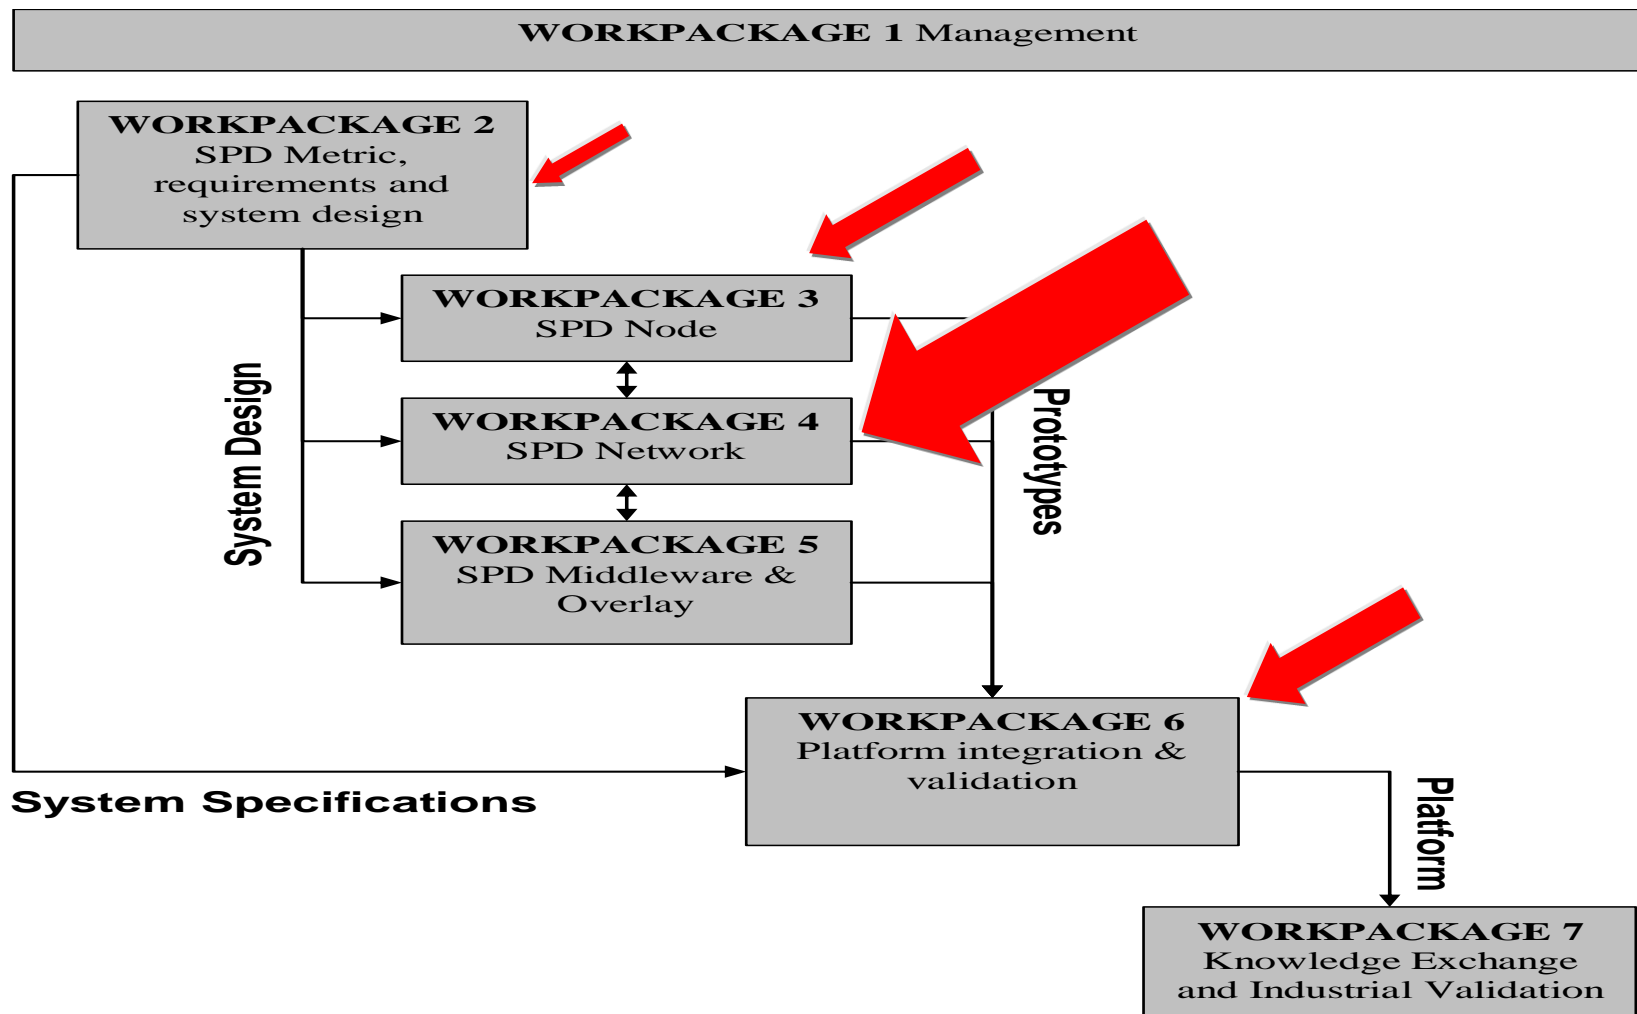 WORKPACKAGE 1 Management
WORKPACKAGE 2
SPD Metric,
requirements and
system design
WORKPACKAGE 3
SPD Node
System Design
WORKPACKAGE 4
SPD Network
Prototypes
WORKPACKAGE 5
SPD Middleware &
Overlay
WORKPACKAGE 6
Platform integration &
validation
System Specifications
Platform
WORKPACKAGE 7
Knowledge Exchange
and Industrial Validation